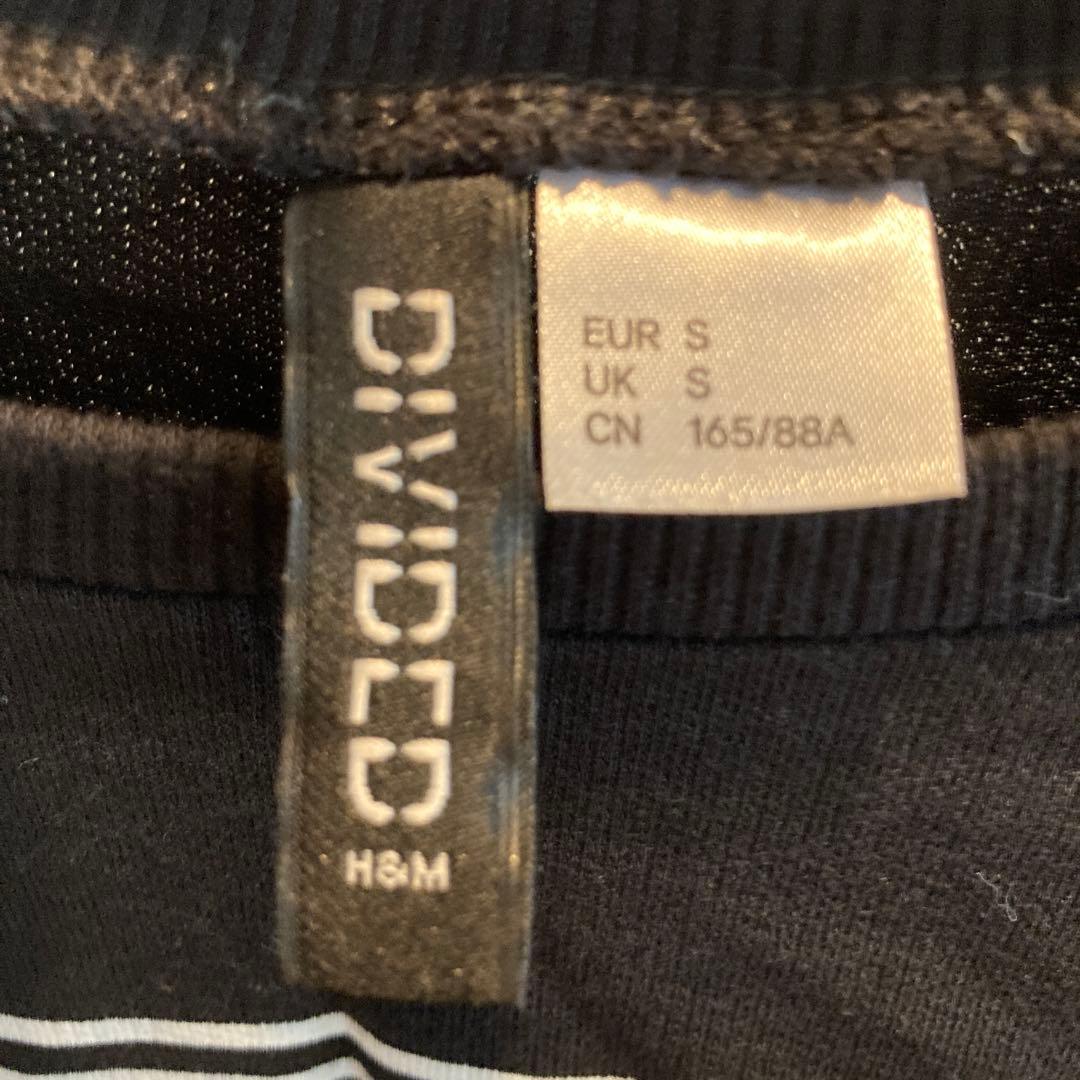 DIVIDED
H&M
EUR S
UK S
CN 165/88A